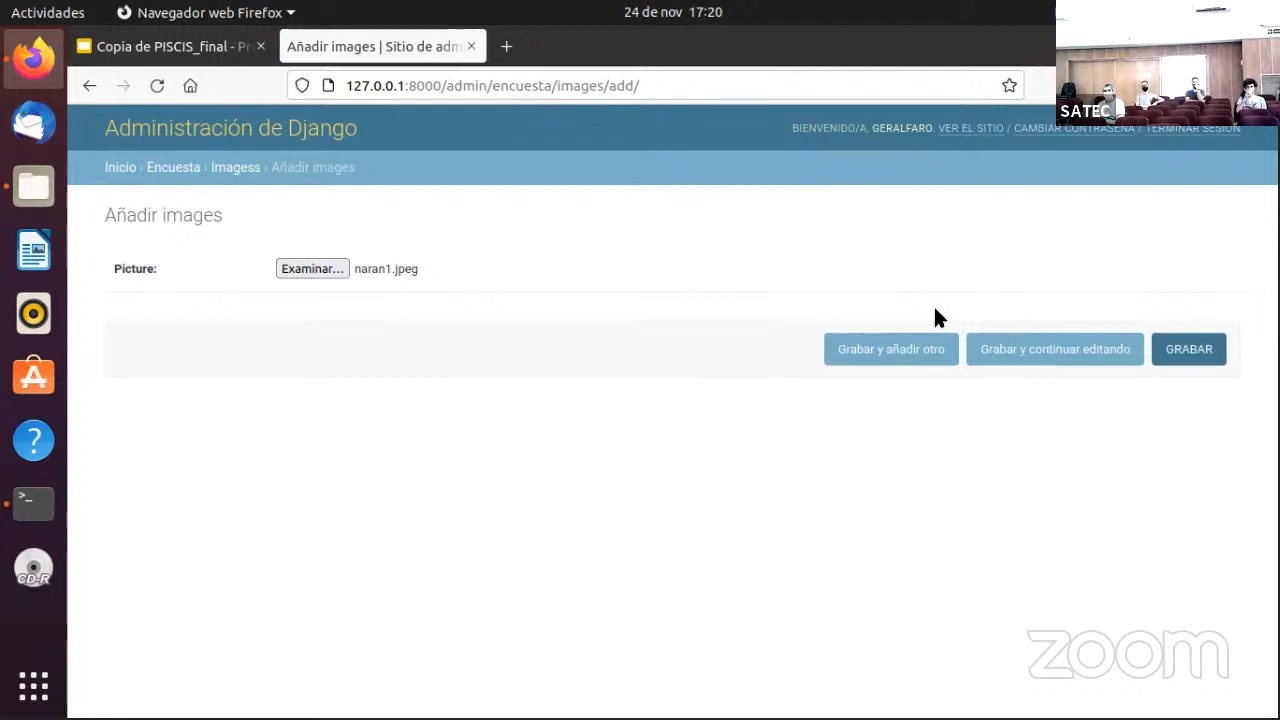 Actividades
Navegador web Firefox
24 de nov 17:20
Copia de PISCIS_final - Pr
Añadir images | Sitio de adm
127.0.0.1:8000/admin/encuesta/images/add/
SATEC
Administración de Django
BIENVENIDO/A, GERALFARO. VER EL SITIO / CAMBIAR CONTRASEÑA / TERMINAR SESIÓN
Inicio › Encuesta › Imagess › Añadir images
Añadir images
Picture:
Examinar... naran1.jpeg
Grabar y añadir otro
Grabar y continuar editando
GRABAR
CD-R
zoom